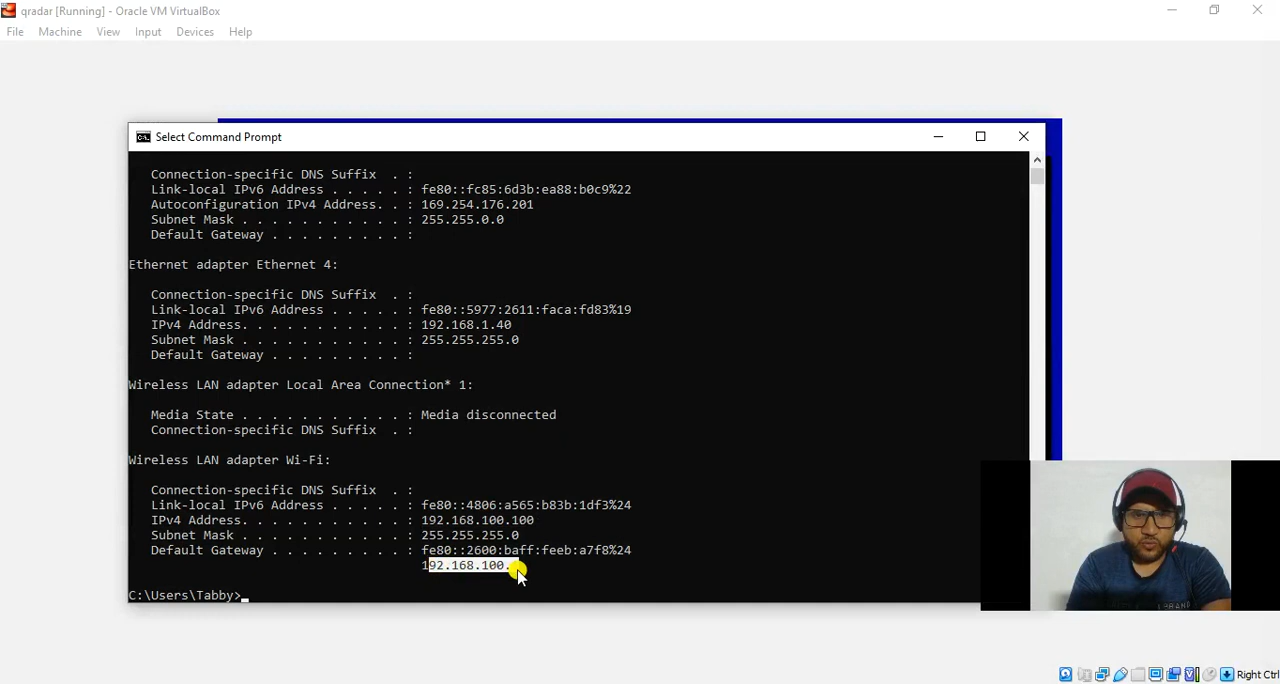 qradar [Running] - Oracle VM VirtualBox
File Machine View Input Devices Help
Select Command Prompt
Connection-specific DNS Suffix . :
Link-local IPv6 Address . . . . . : fe80::fc85:6d3b:ea88:b0c9%22
Autoconfiguration IPv4 Address. . : 169.254.176.201
Subnet Mask . . . . . . . . . . . : 255.255.0.0
Default Gateway . . . . . . . . . :
Ethernet adapter Ethernet 4:
Connection-specific DNS Suffix . :
Link-local IPv6 Address . . . . . : fe80::5977:2611:faca:fd83%19
IPv4 Address. . . . . . . . . . . : 192.168.1.40
Subnet Mask . . . . . . . . . . . : 255.255.255.0
Default Gateway . . . . . . . . . :
Wireless LAN adapter Local Area Connection* 1:
Media State . . . . . . . . . . . : Media disconnected
Connection-specific DNS Suffix . :
Wireless LAN adapter Wi-Fi:
Connection-specific DNS Suffix . :
Link-local IPv6 Address . . . . . : fe80::4806:a565:b83b:1df3%24
IPv4 Address. . . . . . . . . . . : 192.168.100.100
Subnet Mask . . . . . . . . . . . : 255.255.255.0
Default Gateway . . . . . . . . . : fe80::2600:baff:feeb:a7f8%24
192.168.100.
C:\Users\Tabby>
Right Ctrl